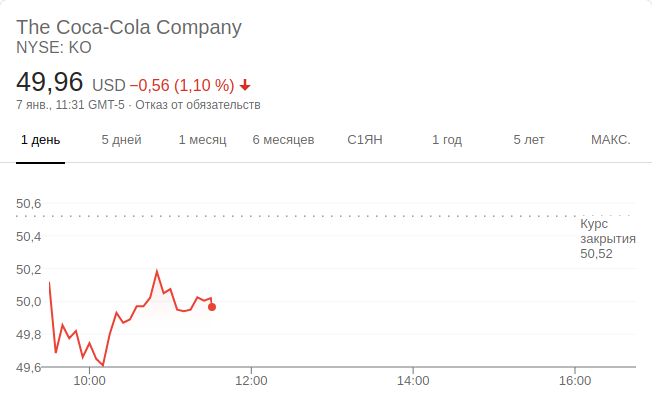 The Coca-Cola Company
NYSE: KO
49,96 USD −0,56 (1,10 %)
7 янв., 11:31 GMT-5 · Отказ от обязательств
1 день 5 дней 1 месяц 6 месяцев С1ЯН 1 год 5 лет МАКС.
50,6
Курс
закрытия
50,52
50,4
50,2
50,0
49,8
49,6
10:00 12:00 14:00 16:00